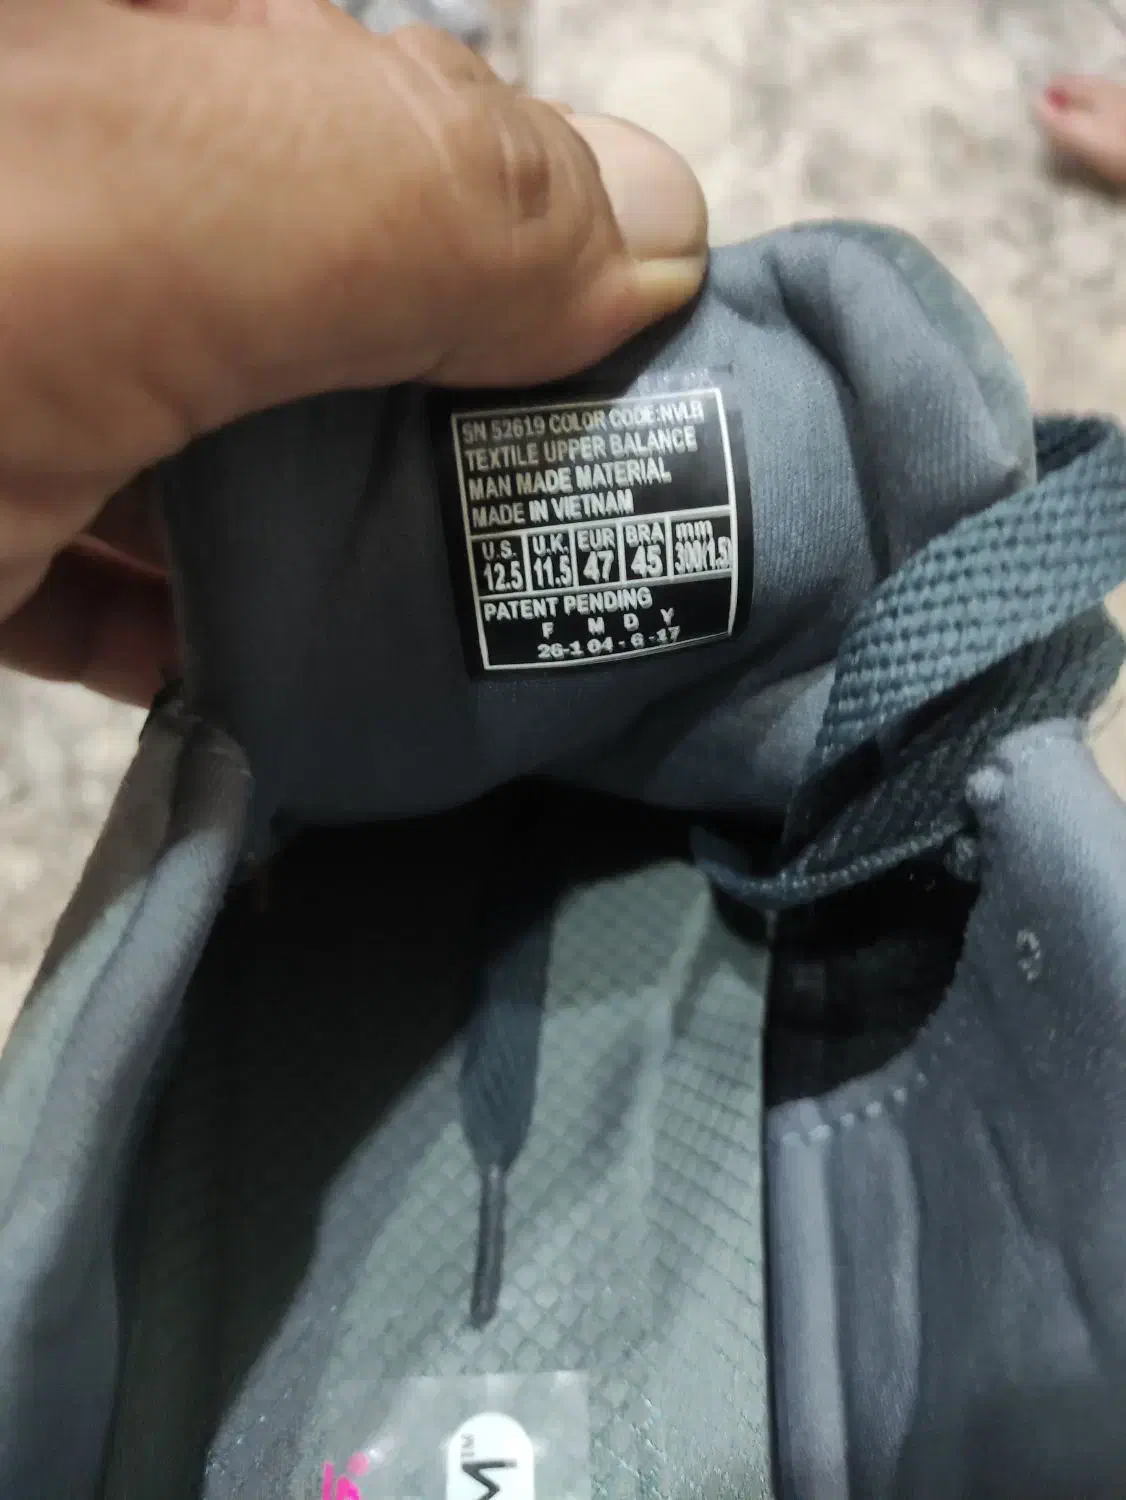 SN 52619 COLOR CODE:NVLB
TEXTILE UPPER BALANCE
MAN MADE MATERIAL
MADE IN VIETNAM
U.S. U.K. EUR BRA mm
12.5 11.5 47 45 300(1.5)
PATENT PENDING
F M D Y
26-1 04-6-17